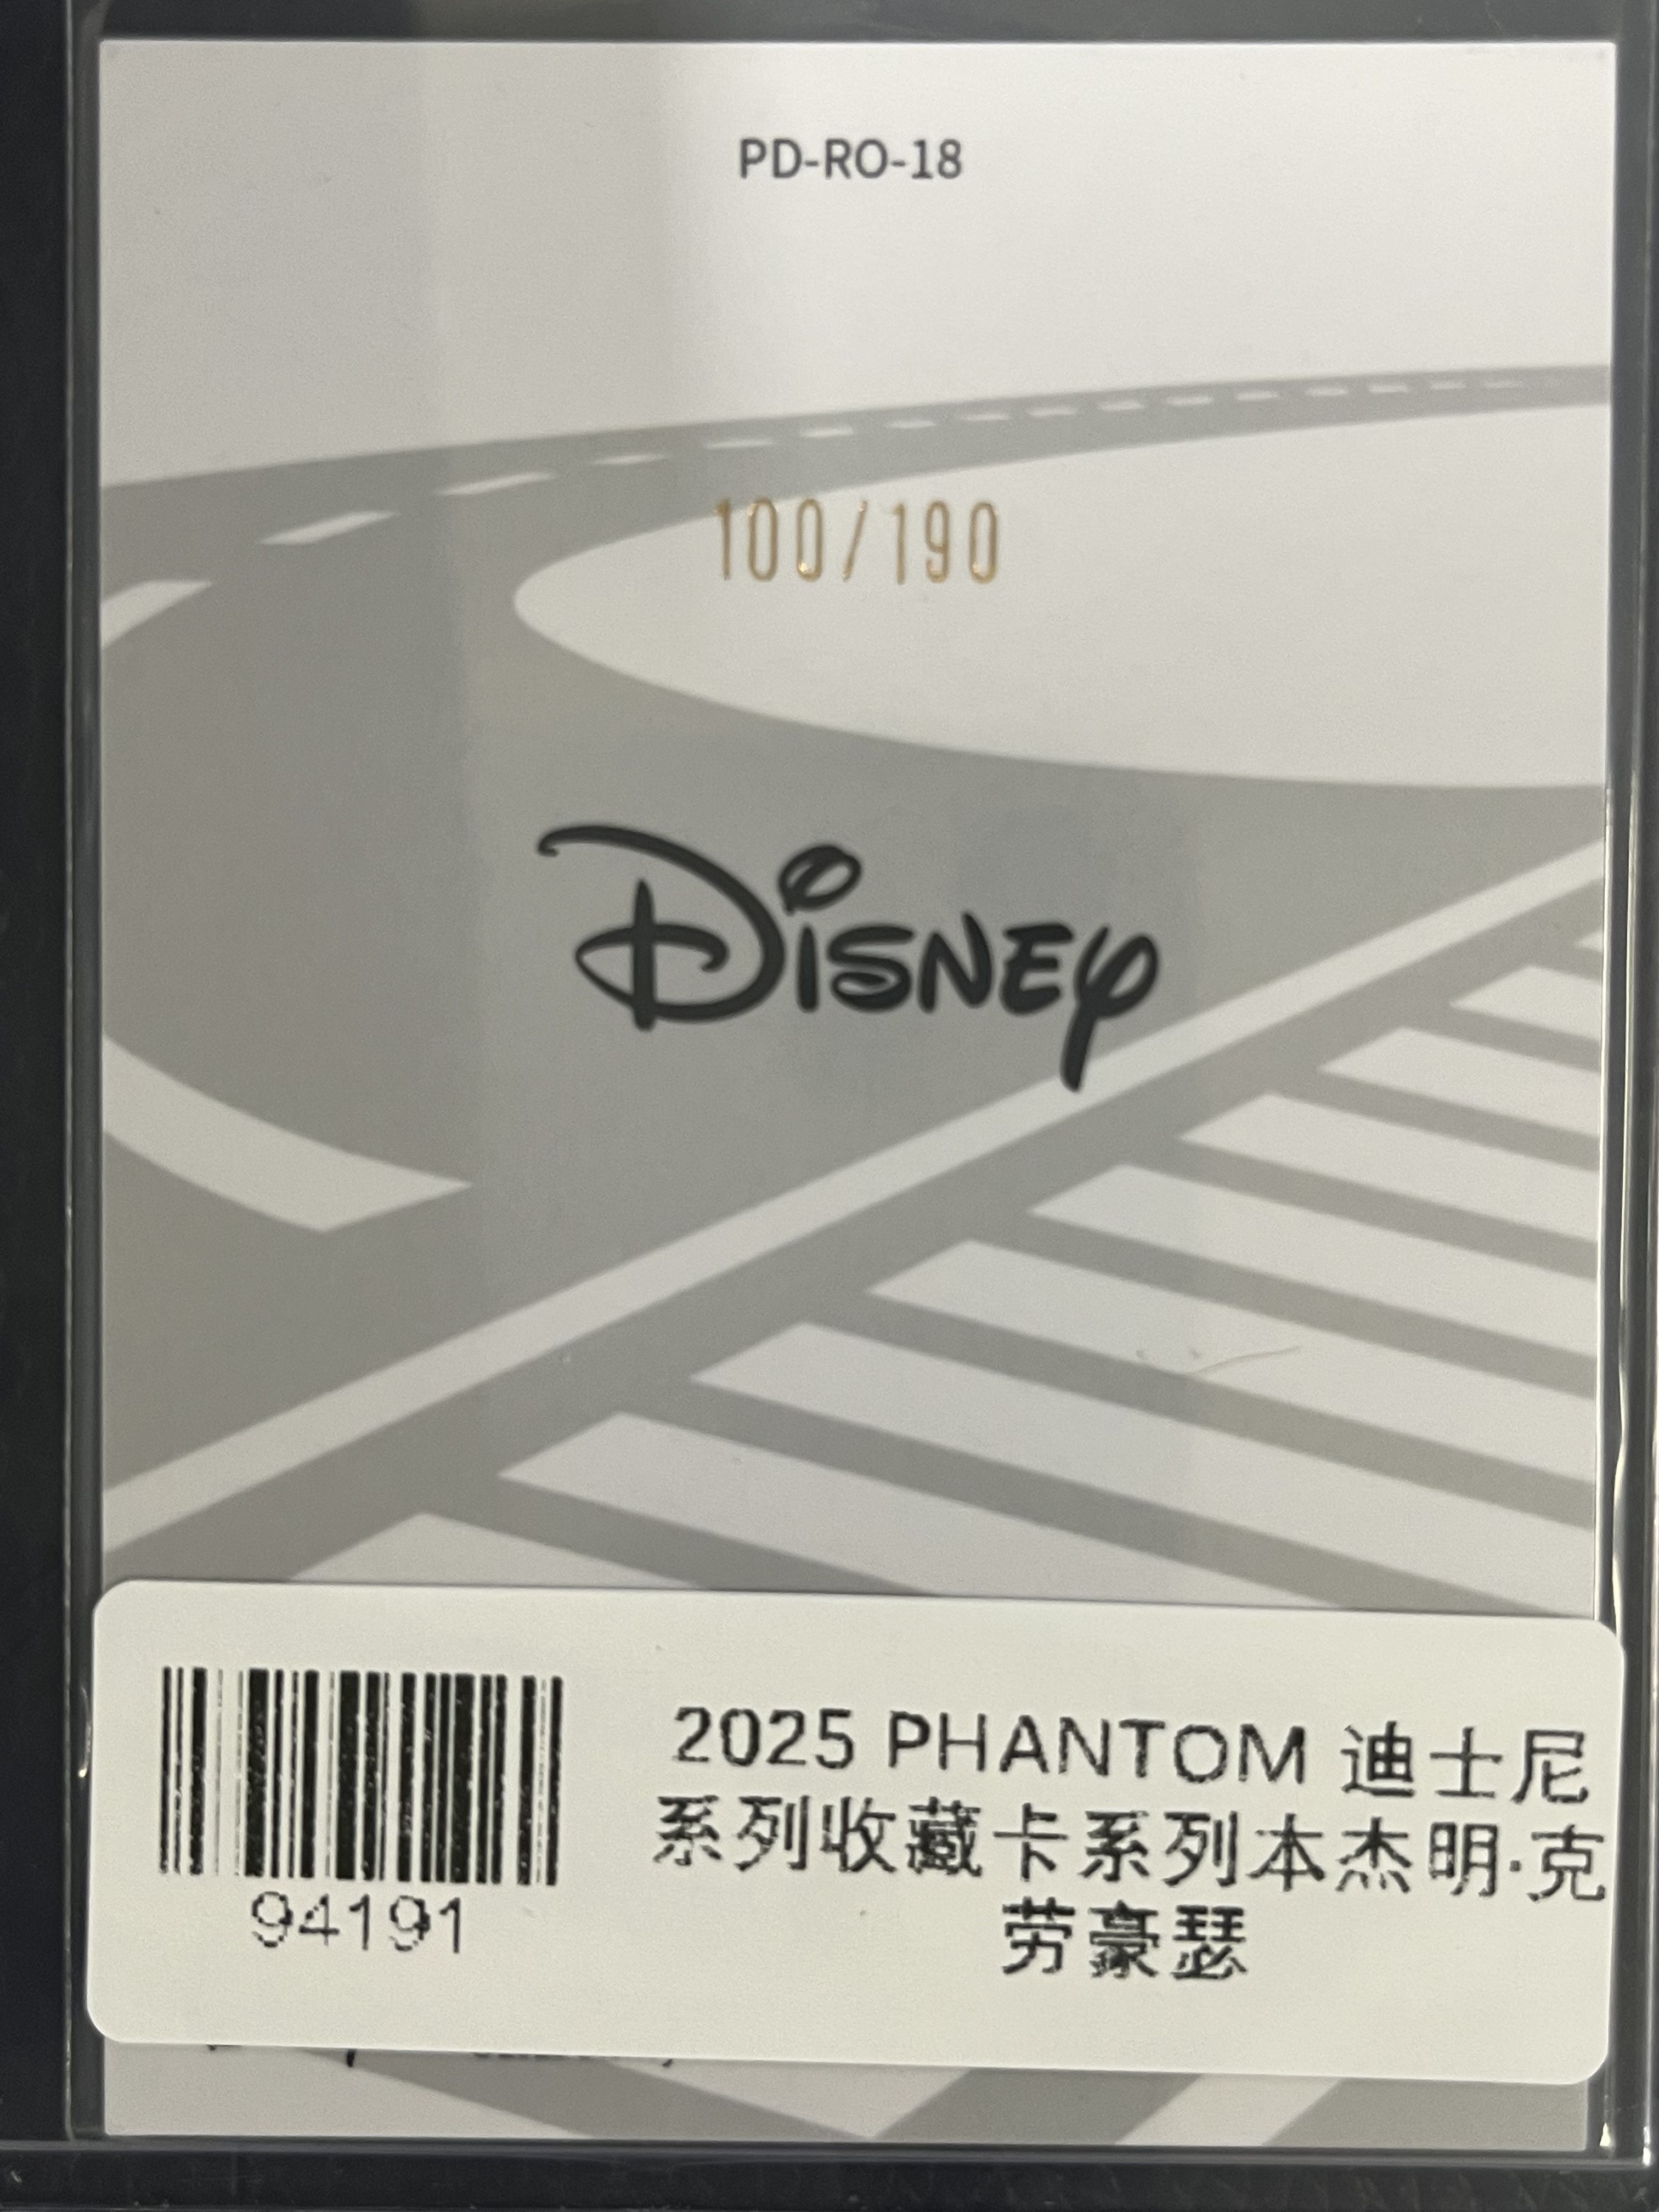 PD-RO-18
100/190
Disney
2025 PHANTOM 迪士尼
系列收藏卡系列本杰明·克
劳豪瑟
94191